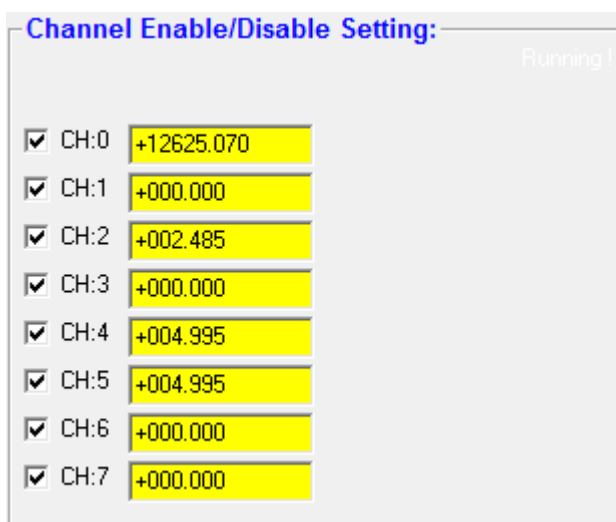 Channel Enable/Disable Setting:
Running !
CH:0 +12625.070
CH:1 +000.000
CH:2 +002.485
CH:3 +000.000
CH:4 +004.995
CH:5 +004.995
CH:6 +000.000
CH:7 +000.000